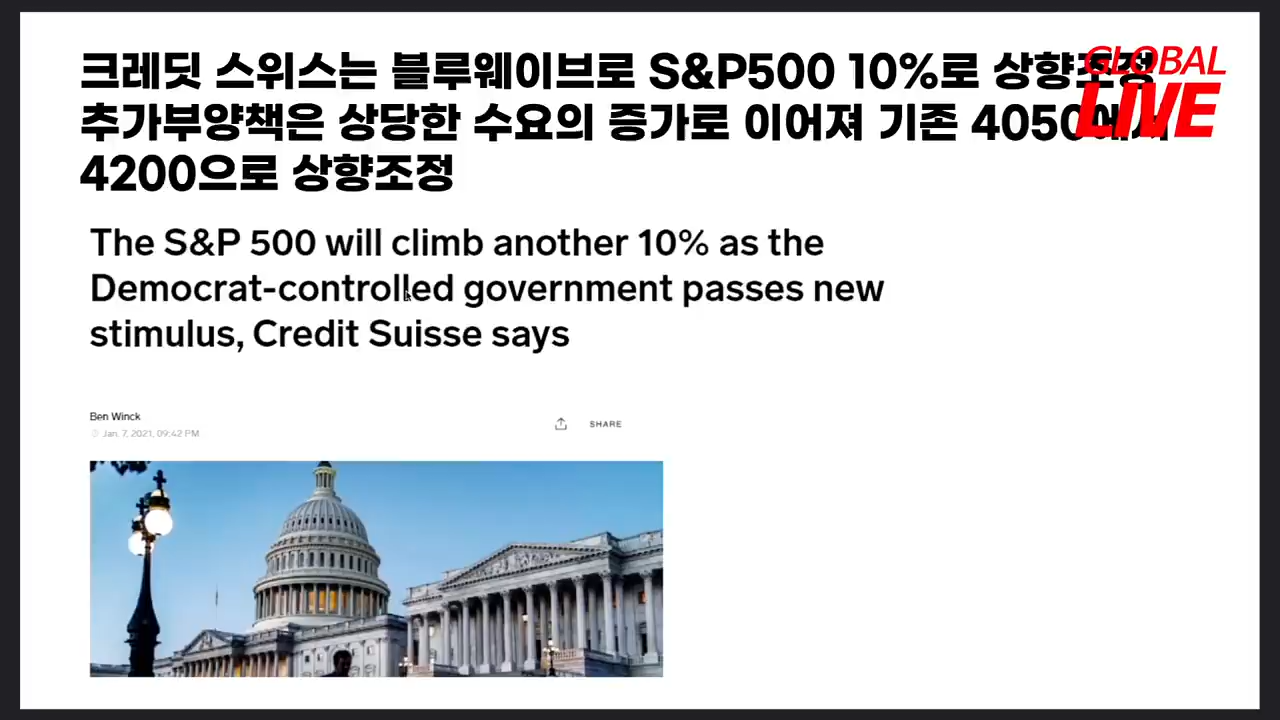 크레딧 스위스는 블루웨이브로 S&P500 10%로 상향조정
GLOBAL
추가부양책은 상당한 수요의 증가로 이어져 기존 4050에서
LIVE
4200으로 상향조정
The S&P 500 will climb another 10% as the
Democrat-controlled government passes new
stimulus, Credit Suisse says
Ben Winck
Jan. 7, 2021, 09:42 PM
SHARE